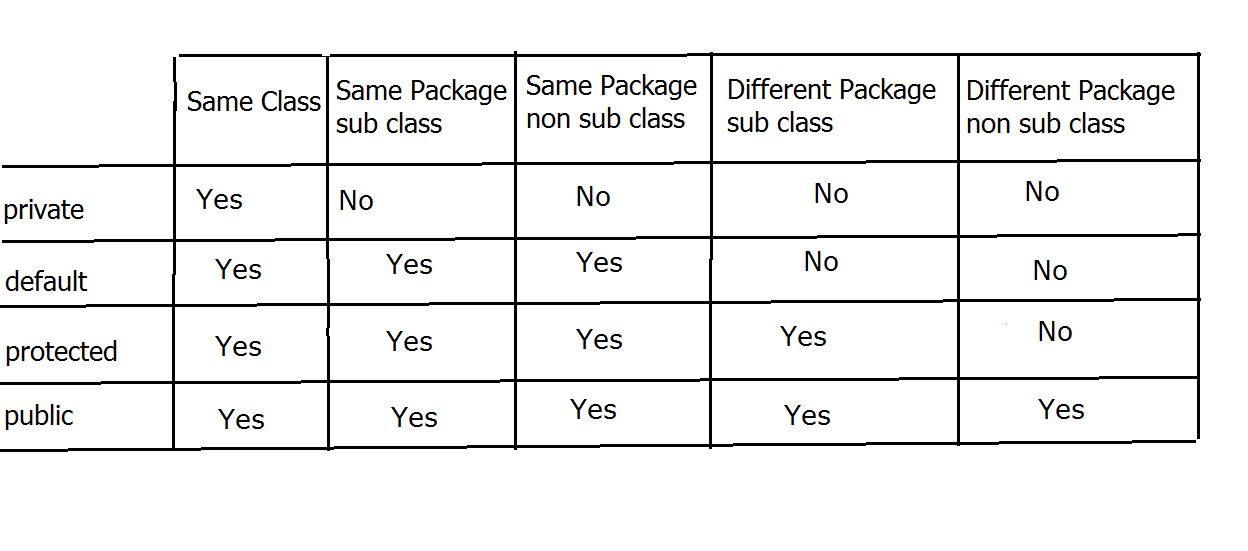 Same Class
Same Package
sub class
Same Package
non sub class
Different Package
sub class
Different Package
non sub class
private Yes No No No No
default Yes Yes Yes No No
protected Yes Yes Yes Yes No
public Yes Yes Yes Yes Yes